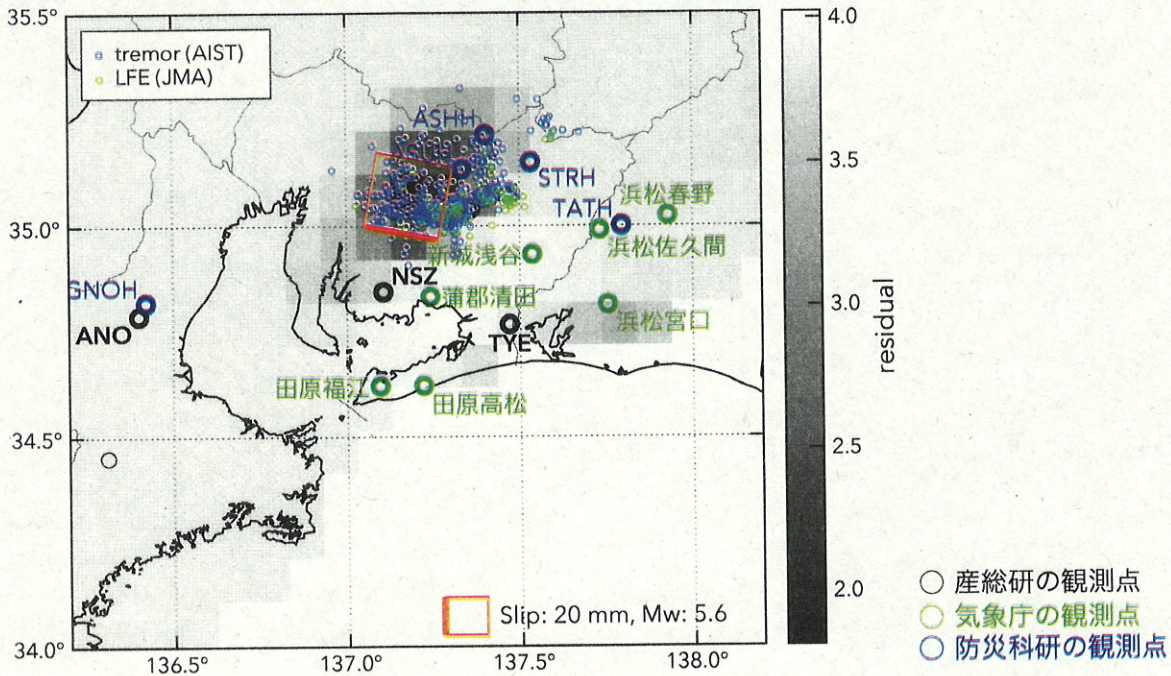 35.5°
tremor (AIST)
LFE (JMA)
4.0
ASHH
STRH
浜松春野
TATH
3.5
35.0°
浜松佐久間
新城浅谷
NSZ
蒲郡清田
GNOH
ANO
TYE
浜松宮口
3.0
residual
田原福江
田原高松
34.5°
2.5
Slip: 20 mm, Mw: 5.6
2.0
34.0°
136.5°
137.0°
137.5°
138.0°
産総研の観測点
気象庁の観測点
防災科研の観測点